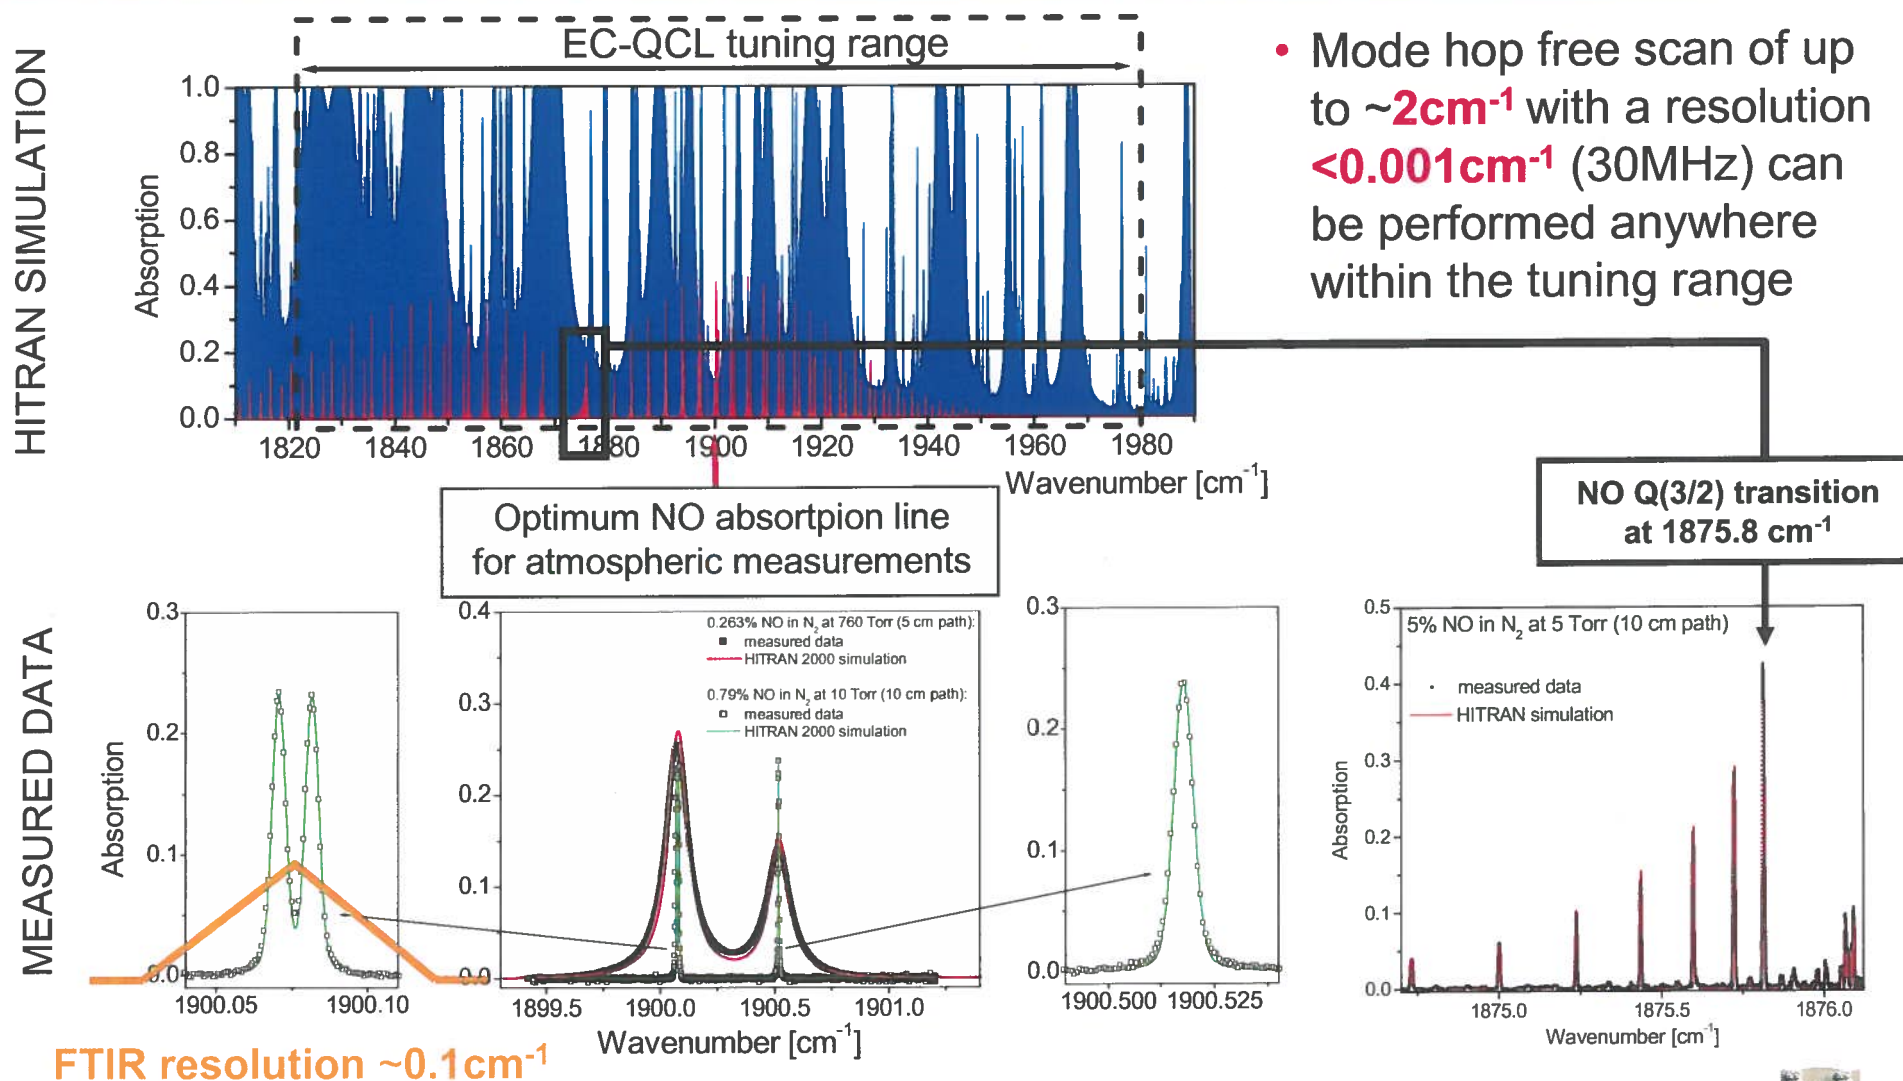 HITRAN SIMULATION
EC-QCL tuning range
Absorption
1.0
0.8
0.6
0.4
0.2
0.0
1820 1840 1860 1880 1900 1920 1940 1960 1980
Wavenumber [cm⁻¹]
• Mode hop free scan of up
to ~2cm⁻¹ with a resolution
<0.001cm⁻¹ (30MHz) can
be performed anywhere
within the tuning range
Optimum NO absortpion line
for atmospheric measurements
NO Q(3/2) transition
at 1875.8 cm⁻¹
MEASURED DATA
Absorption
0.3
0.2
0.1
0.0
1900.05 1900.10
FTIR resolution ~0.1cm⁻¹
0.4
0.3
0.2
0.1
0.0
0.263% NO in N₂ at 760 Torr (5 cm path):
measured data
HITRAN 2000 simulation
0.79% NO in N₂ at 10 Torr (10 cm path):
measured data
HITRAN 2000 simulation
1899.5 1900.0 1900.5 1901.0
Wavenumber [cm⁻¹]
0.3
0.2
0.1
0.0
1900.500 1900.525
Absorption
0.5
0.4
0.3
0.2
0.1
0.0
5% NO in N₂ at 5 Torr (10 cm path)
measured data
HITRAN simulation
1875.0 1875.5 1876.0
Wavenumber [cm⁻¹]